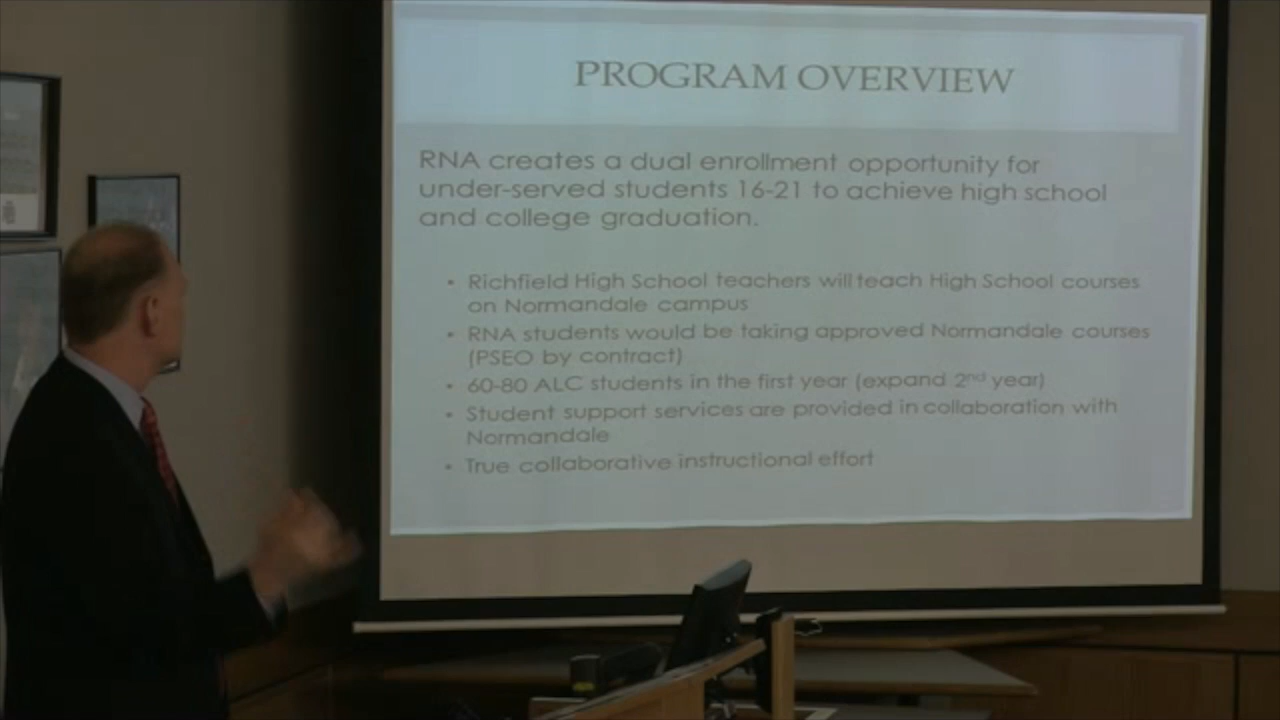 PROGRAM OVERVIEW
RNA creates a dual enrollment opportunity for
under-served students 16-21 to achieve high school
and college graduation.
• Richfield High School teachers will teach High School courses
on Normandale campus
• RNA students would be taking approved Normandale courses
(PSEO by contract)
• 60-80 ALC students in the first year (expand 2nd year)
• Student support services are provided in collaboration with
Normandale
• True collaborative instructional effort